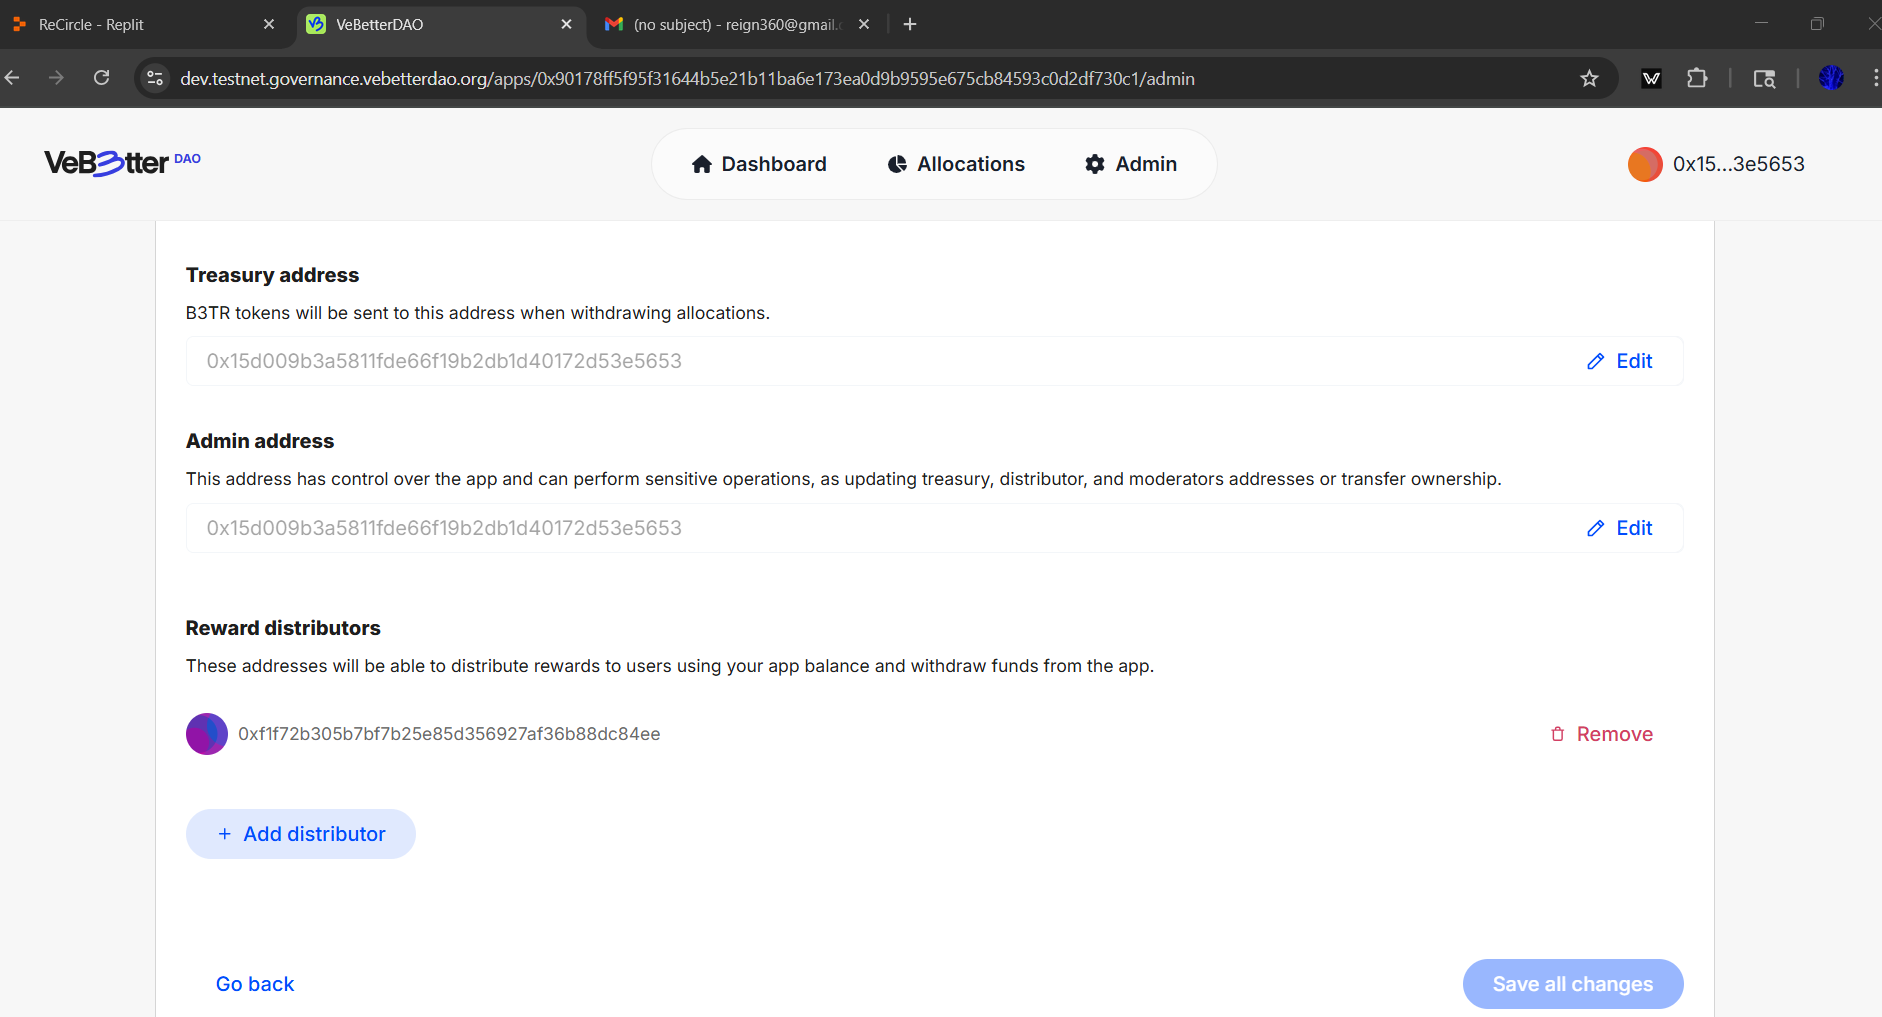 ReCircle - Replit
VeBetterDAO
(no subject) - reign360@gmail.c
dev.testnet.governance.vebetterdao.org/apps/0x90178ff5f95f31644b5e21b11ba6e173ea0d9b9595e675cb84593c0d2df730c1/admin
VeB3tter DAO
Dashboard
Allocations
Admin
0x15...3e5653
Treasury address
B3TR tokens will be sent to this address when withdrawing allocations.
0x15d009b3a5811fde66f19b2db1d40172d53e5653
Edit
Admin address
This address has control over the app and can perform sensitive operations, as updating treasury, distributor, and moderators addresses or transfer ownership.
0x15d009b3a5811fde66f19b2db1d40172d53e5653
Edit
Reward distributors
These addresses will be able to distribute rewards to users using your app balance and withdraw funds from the app.
0xf1f72b305b7bf7b25e85d356927af36b88dc84ee
Remove
+ Add distributor
Go back
Save all changes